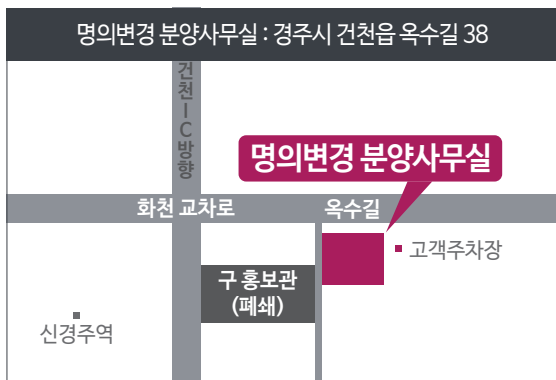 명의변경 분양사무실 : 경주시 건천읍 옥수길 38
건천IC방향
명의변경 분양사무실
화천 교차로
옥수길
고객주차장
구 홍보관
(폐쇄)
신경주역